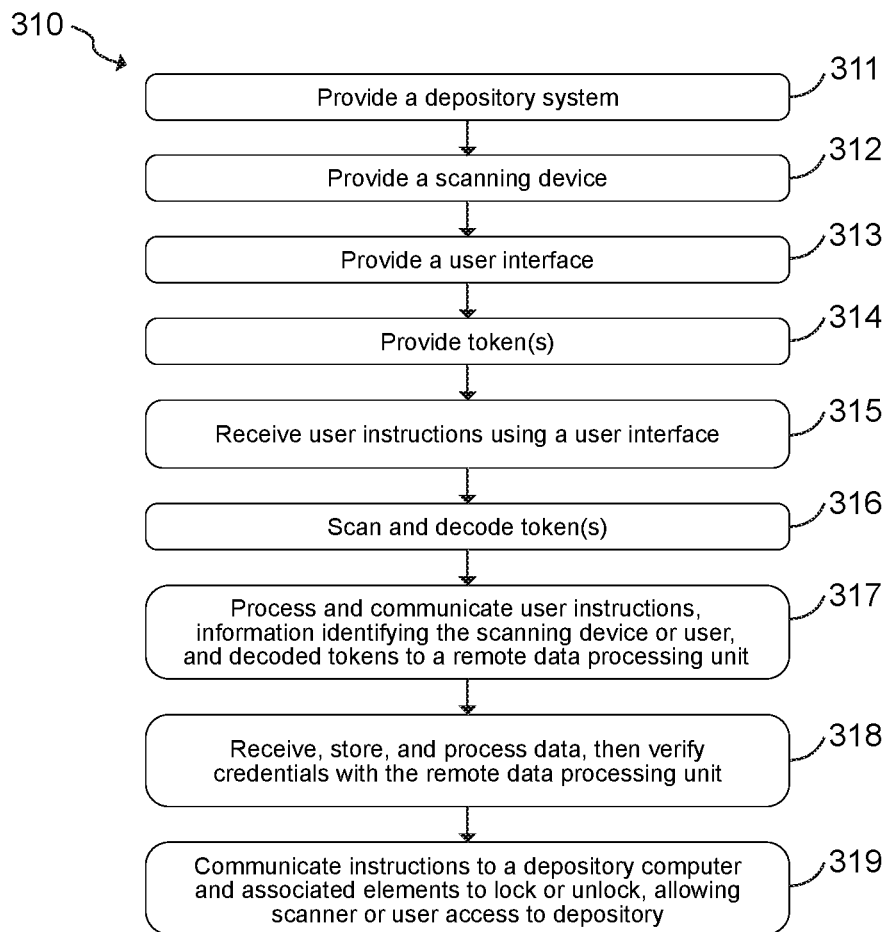 310
311
Provide a depository system
312
Provide a scanning device
313
Provide a user interface
314
Provide token(s)
315
Receive user instructions using a user interface
316
Scan and decode token(s)
317
Process and communicate user instructions,
information identifying the scanning device or user,
and decoded tokens to a remote data processing unit
318
Receive, store, and process data, then verify
credentials with the remote data processing unit
319
Communicate instructions to a depository computer
and associated elements to lock or unlock, allowing
scanner or user access to depository